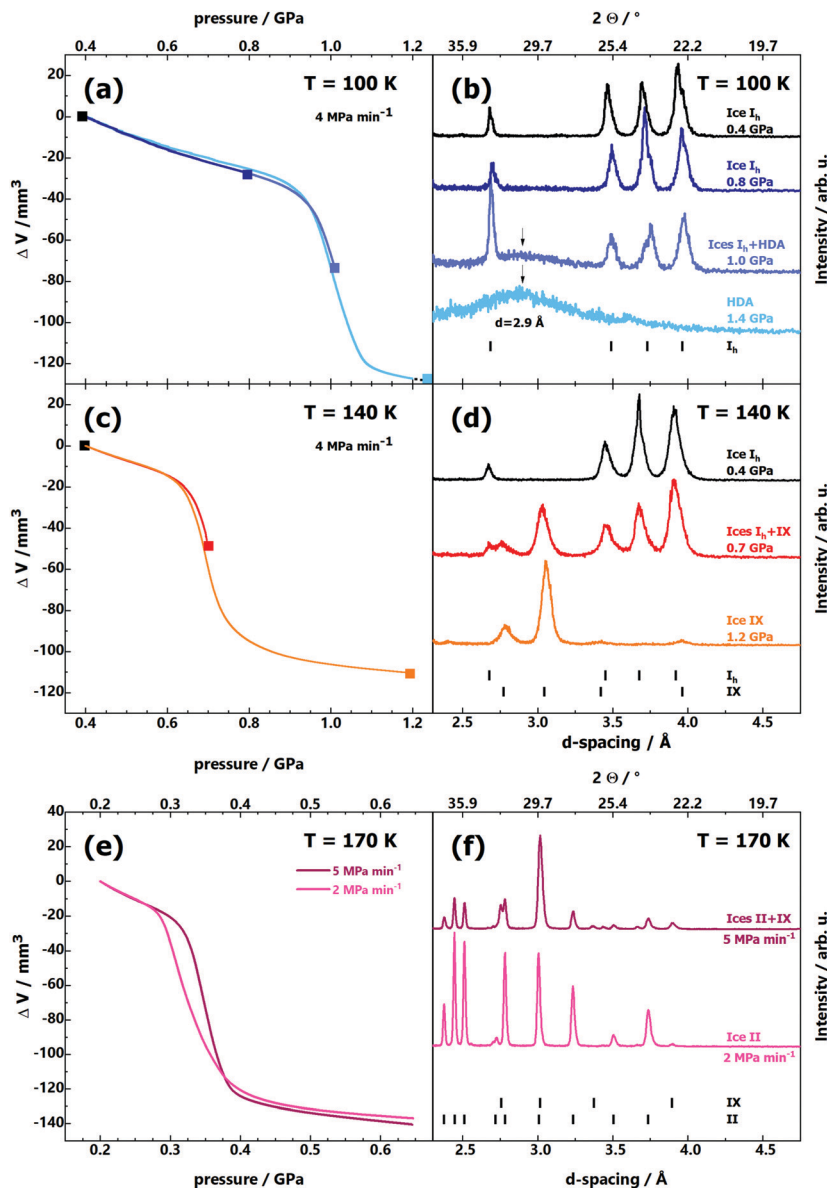 pressure / GPa
0.4 0.6 0.8 1.0 1.2
2 Θ / °
35.9 29.7 25.4 22.2 19.7
(a)
T = 100 K
4 MPa min⁻¹
Δ V /mm³
20
0
-20
-40
-60
-80
-100
-120
(b)
T = 100 K
Ice Iₕ
0.4 GPa
Ice Iₕ
0.8 GPa
Ices Iₕ+HDA
1.0 GPa
HDA
1.4 GPa
d=2.9 Å
Iₕ
Intensity / arb. u.
(c)
T = 140 K
4 MPa min⁻¹
Δ V /mm³
20
0
-20
-40
-60
-80
-100
-120
0.4 0.6 0.8 1.0 1.2
pressure / GPa
(d)
T = 140 K
Ice Iₕ
0.4 GPa
Ices Iₕ+IX
0.7 GPa
Ice IX
1.2 GPa
Iₕ
IX
Intensity / arb. u.
2.5 3.0 3.5 4.0 4.5
d-spacing / Å
0.2 0.3 0.4 0.5 0.6
2 Θ / °
35.9 29.7 25.4 22.2 19.7
(e)
T = 170 K
5 MPa min⁻¹
2 MPa min⁻¹
Δ V /mm³
40
20
0
-20
-40
-60
-80
-100
-120
-140
0.2 0.3 0.4 0.5 0.6
pressure / GPa
(f)
T = 170 K
Ices II+IX
5 MPa min⁻¹
Ice II
2 MPa min⁻¹
IX
II
Intensity / arb. u.
2.5 3.0 3.5 4.0 4.5
d-spacing / Å